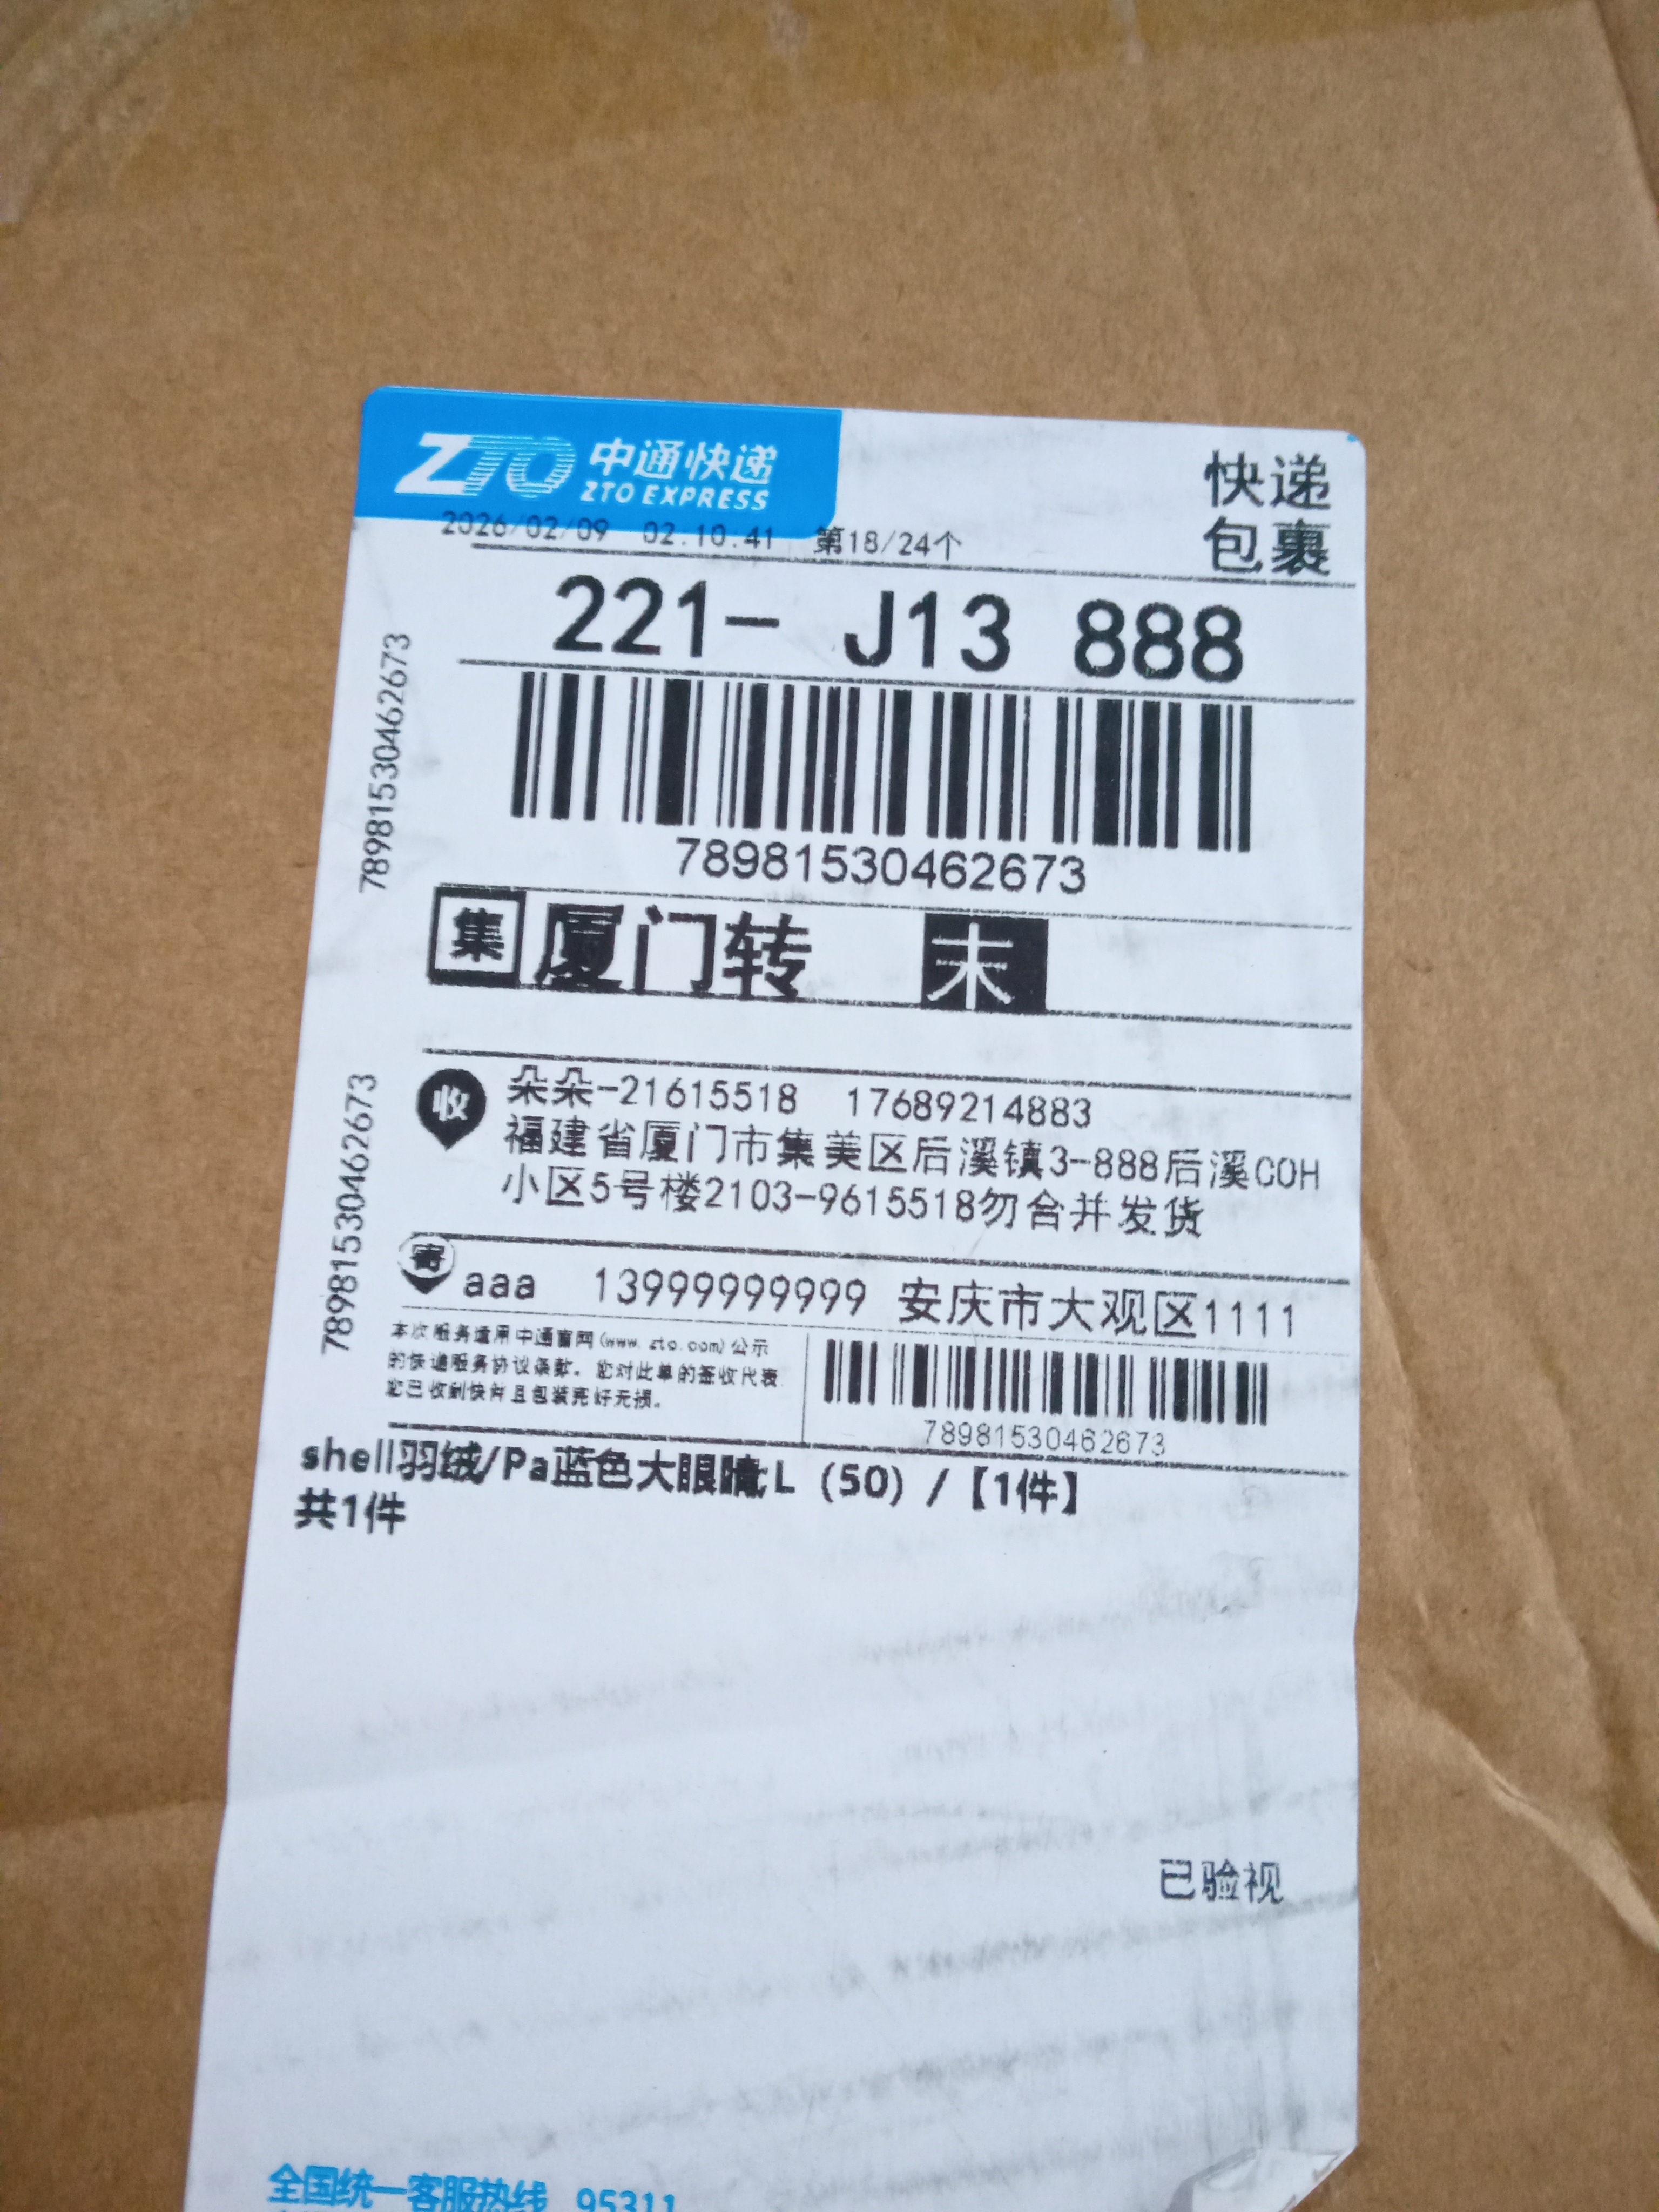 ZTO 中通快递
ZTO EXPRESS
快递
包裹
2026/02/09 02:10:41 第18/24个
221- J13 888
78981530462673
78981530462673
集 厦门转 末
收 朵朵-21615518 17689214883
福建省厦门市集美区后溪镇3-888后溪COH
小区5号楼2103-9615518勿合并发货
78981530462673
寄 aaa 13999999999 安庆市大观区1111
本次服务适用中通官网(www.zto.com)公示
的快递服务协议条款。您对此单的签收代表
您已收到快件且包装完好无损。
78981530462673
shell羽绒/Pa蓝色大眼睛L（50）/【1件】
共1件
已验视
全国统一客服热线 95311